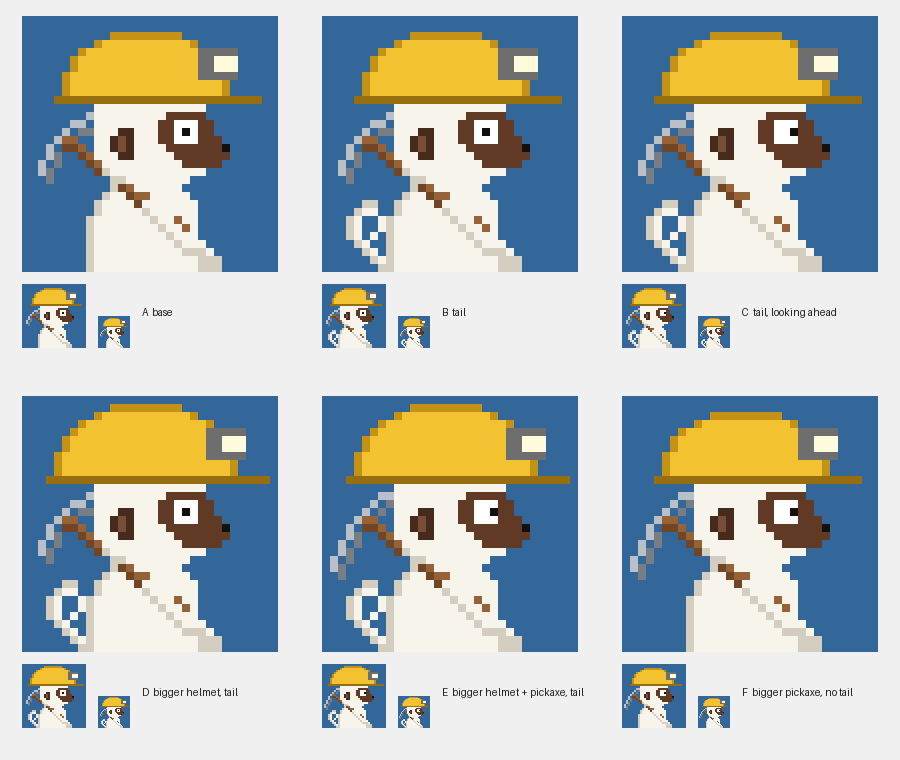 A base
B tail
C tail, looking ahead
D bigger helmet, tail
E bigger helmet + pickaxe, tail
F bigger pickaxe, no tail